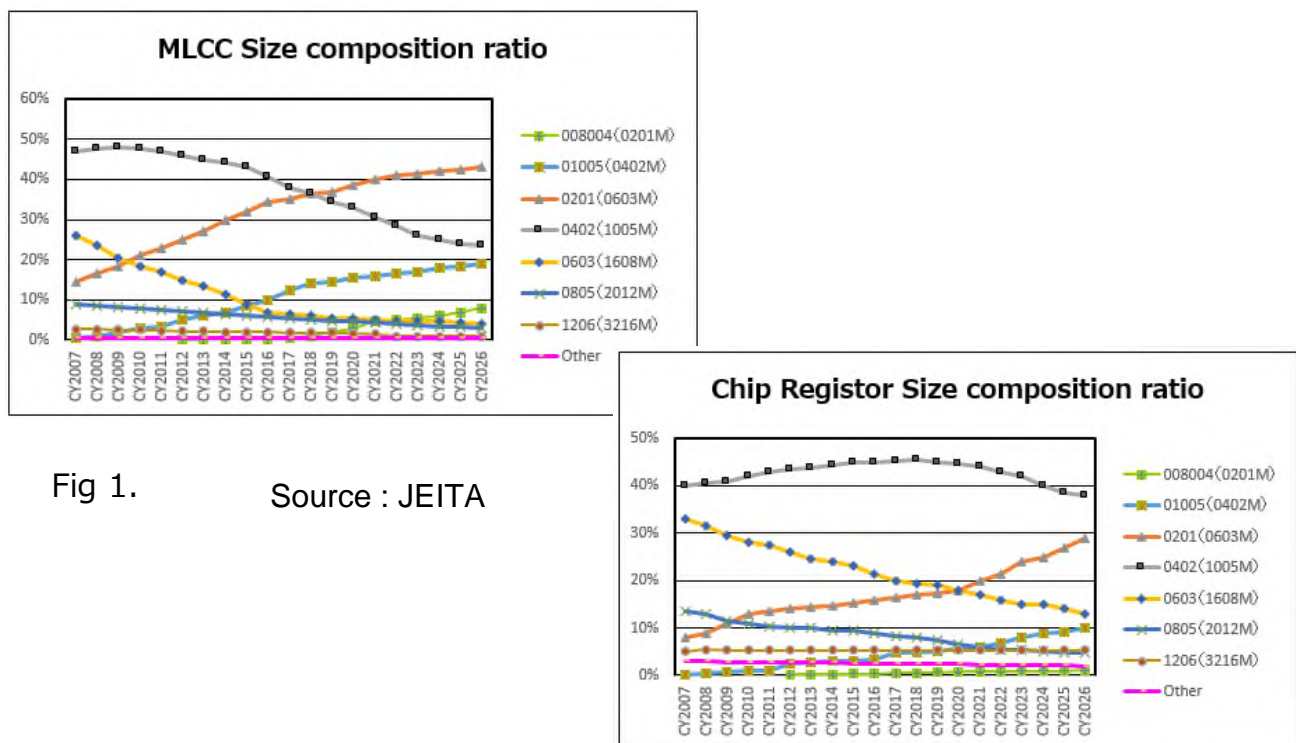 MLCC Size composition ratio
60%
50%
40%
30%
20%
10%
0%
CY2007
CY2008
CY2009
CY2010
CY2011
CY2012
CY2013
CY2014
CY2015
CY2016
CY2017
CY2018
CY2019
CY2020
CY2021
CY2022
CY2023
CY2024
CY2025
CY2026
008004(0201M)
01005(0402M)
0201(0603M)
0402(1005M)
0603(1608M)
0805(2012M)
1206(3216M)
Other
Fig 1.
Source : JEITA
Chip Registor Size composition ratio
50%
40%
30%
20%
10%
0%
CY2007
CY2008
CY2009
CY2010
CY2011
CY2012
CY2013
CY2014
CY2015
CY2016
CY2017
CY2018
CY2019
CY2020
CY2021
CY2022
CY2023
CY2024
CY2025
CY2026
008004(0201M)
01005(0402M)
0201(0603M)
0402(1005M)
0603(1608M)
0805(2012M)
1206(3216M)
Other